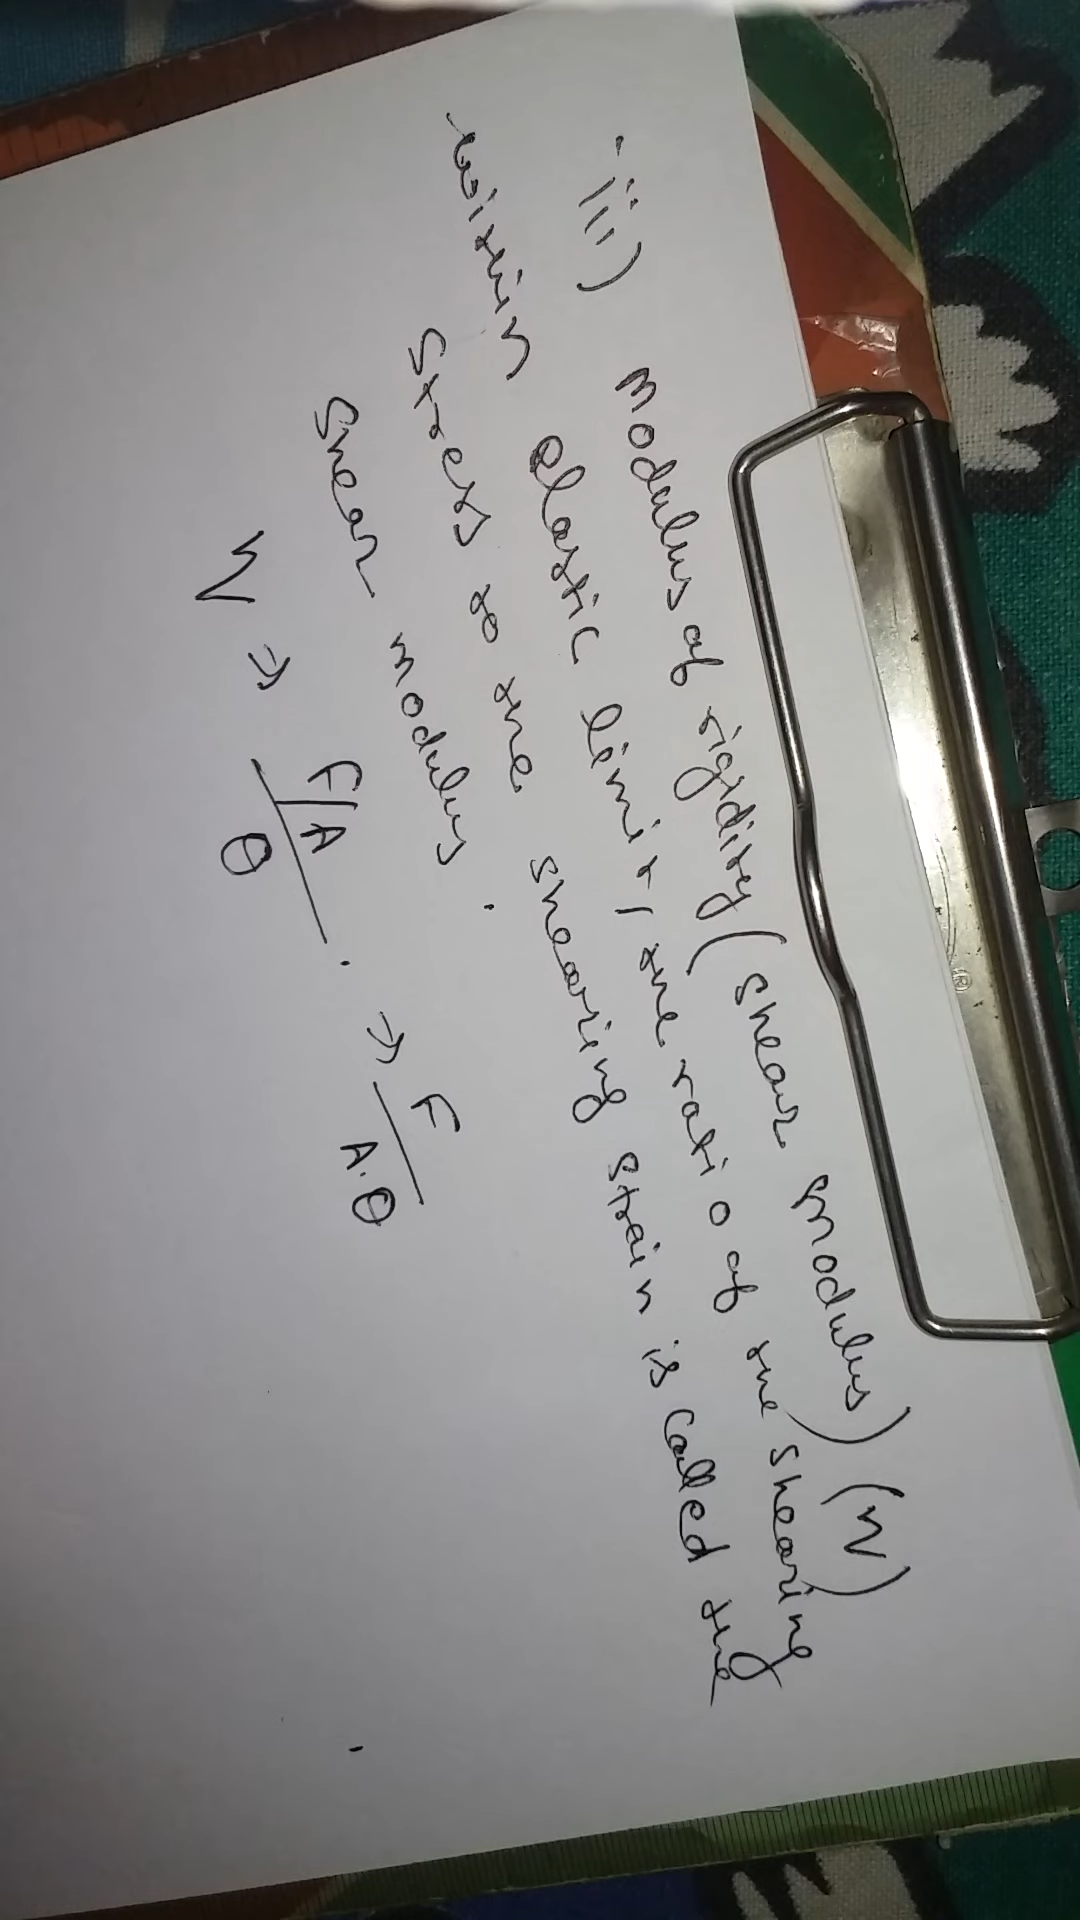 iii) Modulus of rigidity (shear modulus) (η)
within elastic limit, the ratio of the shearing
stress to the shearing strain is called the
shear modulus.
η → F/A / θ . → F / A.θ
®